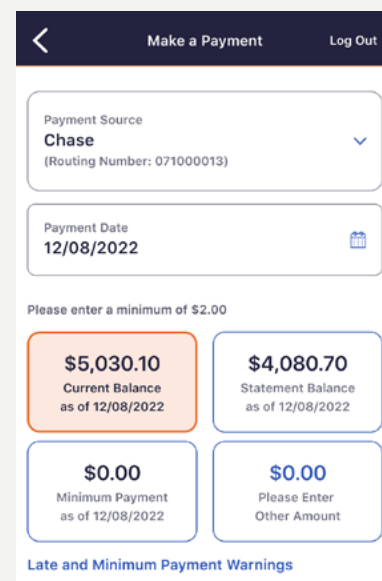 Make a Payment
Log Out
Payment Source
Chase
(Routing Number: 071000013)
Payment Date
12/08/2022
Please enter a minimum of $2.00
$5,030.10
Current Balance
as of 12/08/2022
$4,080.70
Statement Balance
as of 12/08/2022
$0.00
Minimum Payment
as of 12/08/2022
$0.00
Please Enter
Other Amount
Late and Minimum Payment Warnings